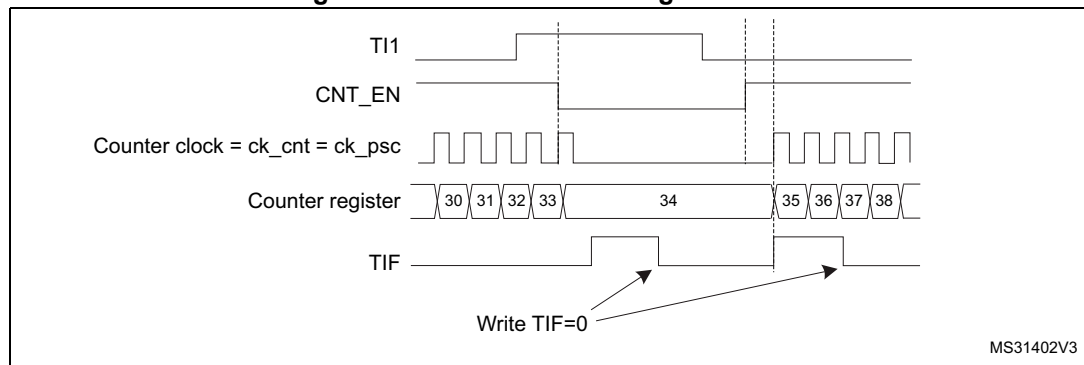 TI1
CNT_EN
Counter clock = ck_cnt = ck_psc
Counter register 30 31 32 33 34 35 36 37 38
TIF
Write TIF=0
MS31402V3